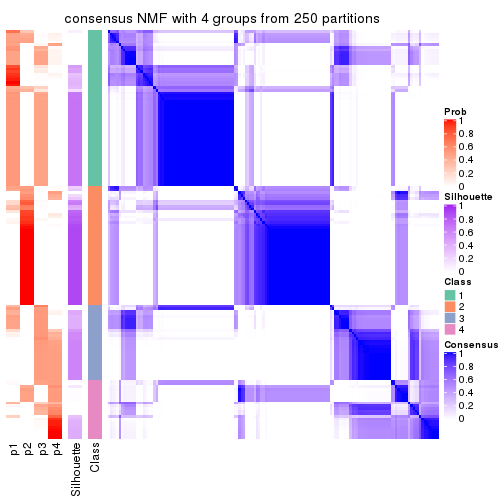 consensus NMF with 4 groups from 250 partitions
Prob
1
0.8
0.6
0.4
0.2
0
Silhouette
1
0.8
0.6
0.4
0.2
0
Class
1
2
3
4
Consensus
1
0.8
0.6
0.4
0.2
0
p1
p2
p3
p4
Silhouette
Class